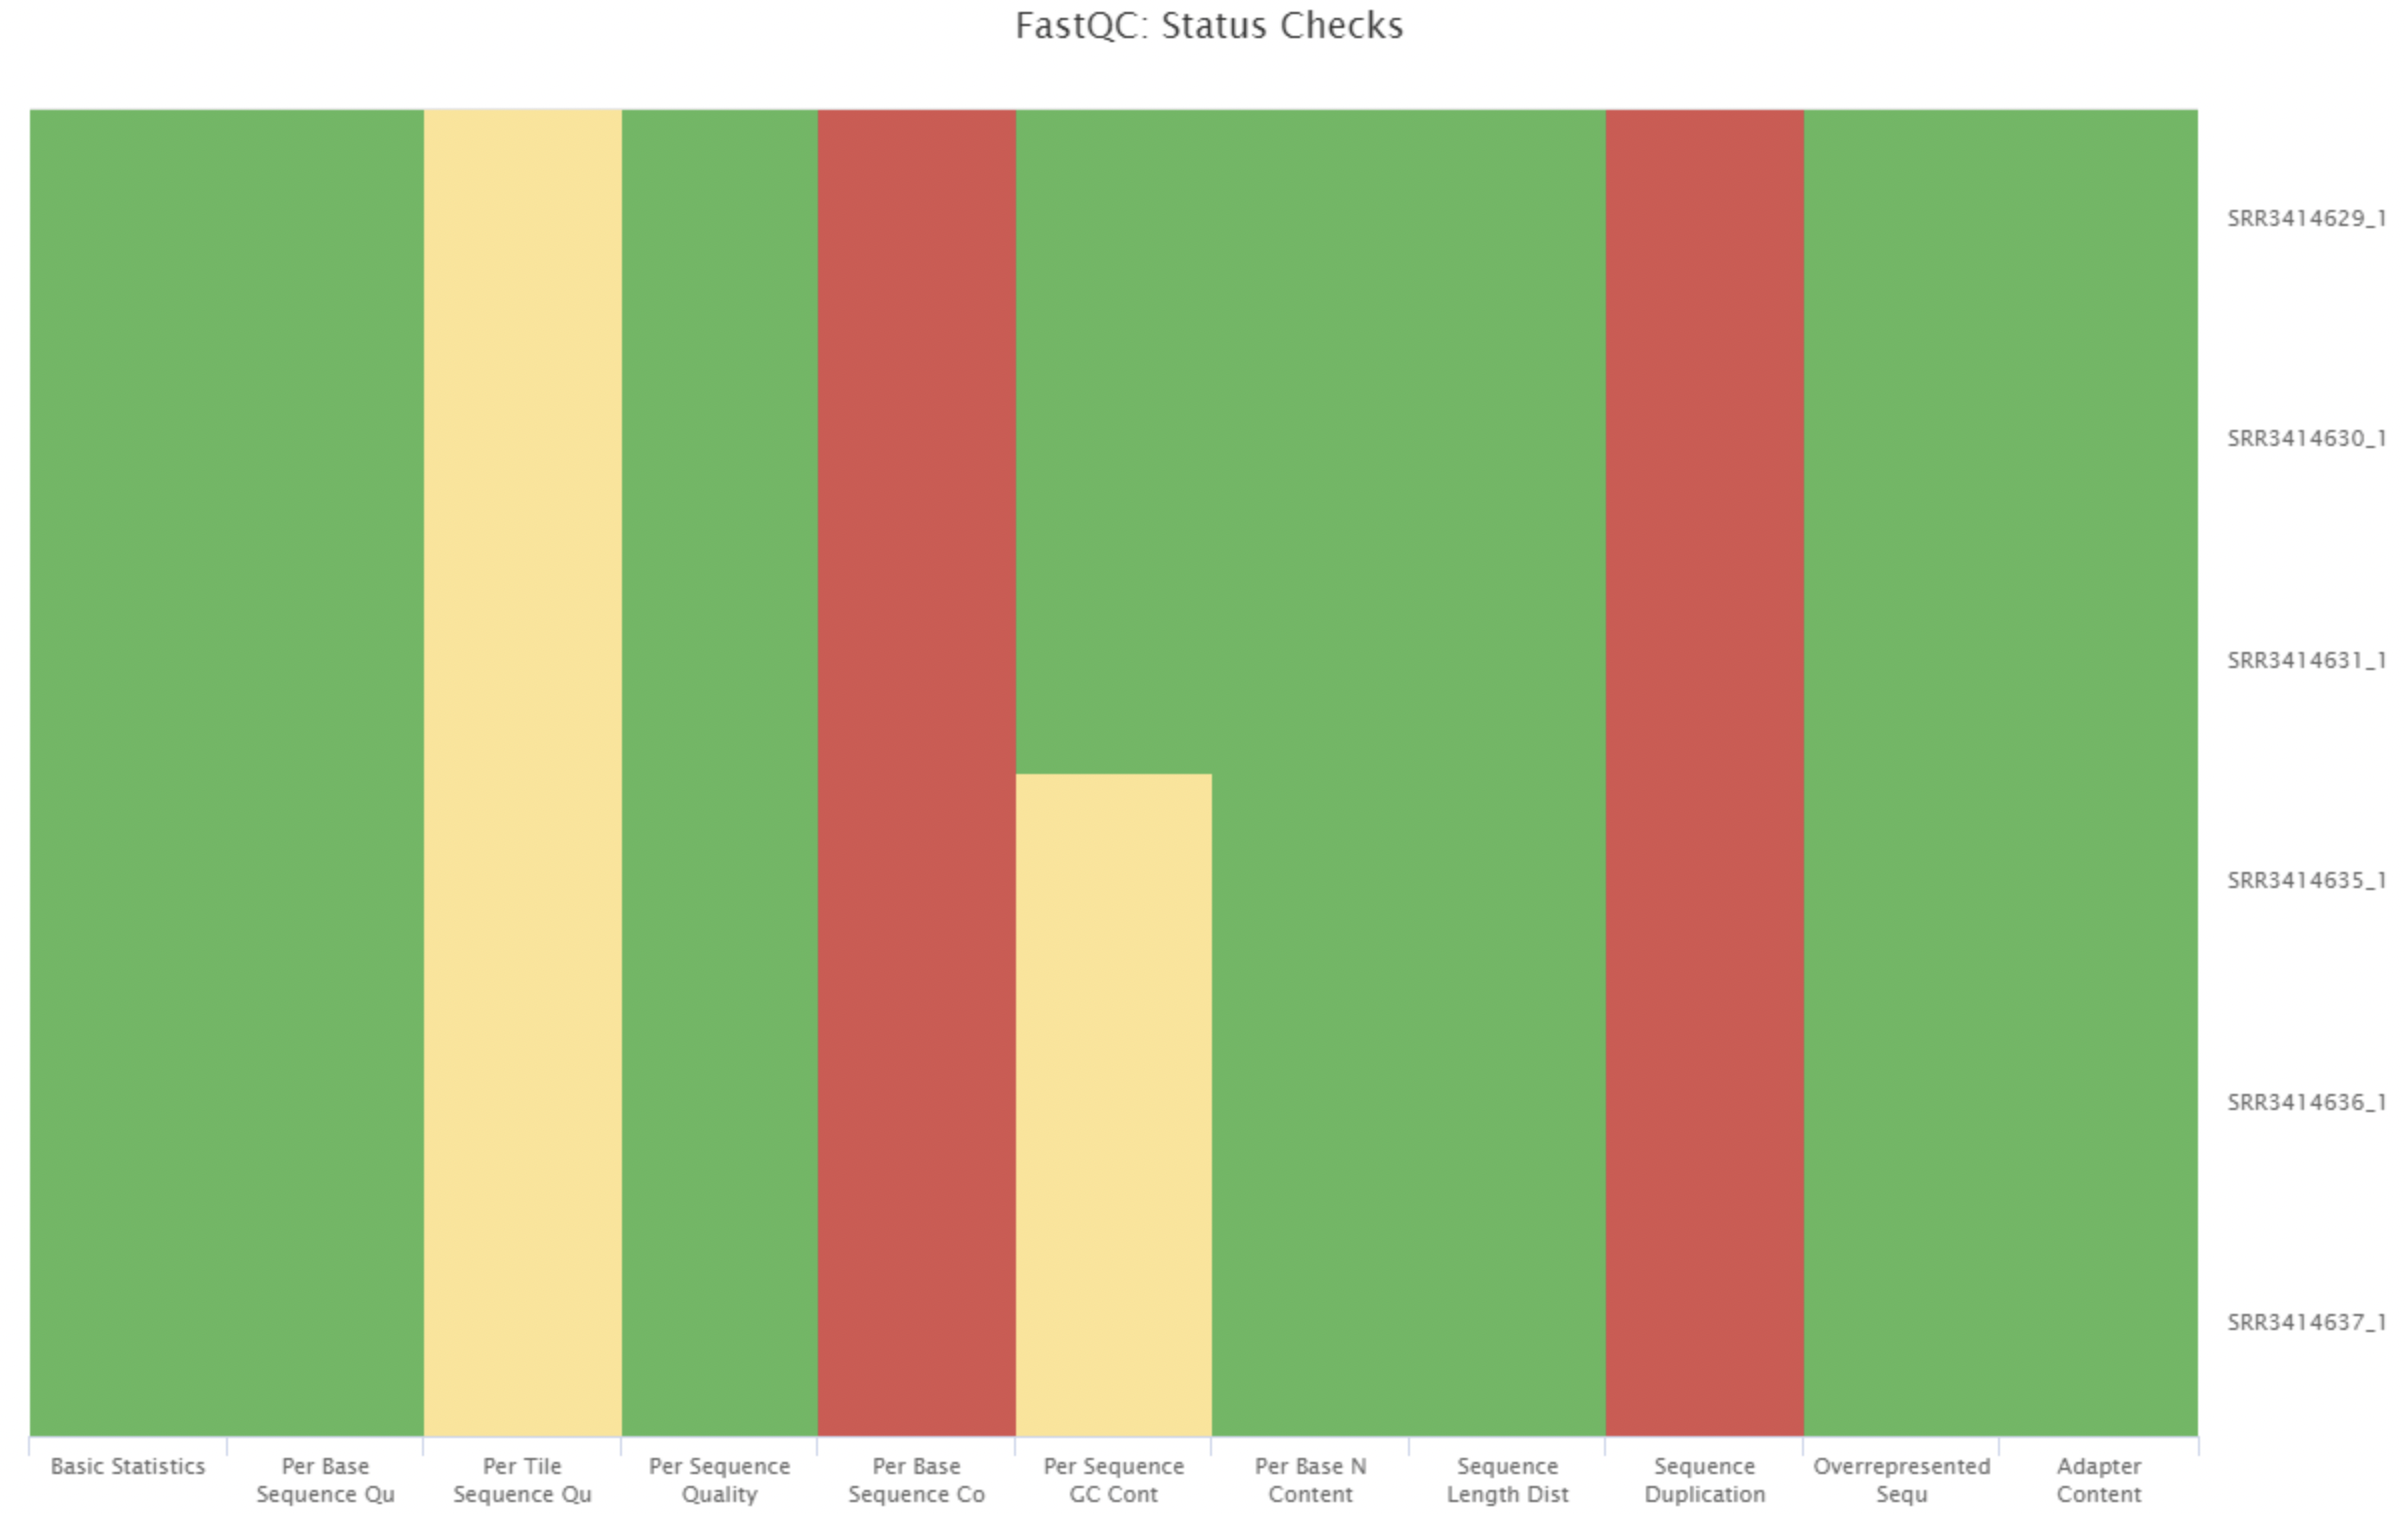 FastQC: Status Checks
SRR3414629_1
SRR3414630_1
SRR3414631_1
SRR3414635_1
SRR3414636_1
SRR3414637_1
Basic Statistics
Per Base
Sequence Qu
Per Tile
Sequence Qu
Per Sequence
Quality
Per Base
Sequence Co
Per Sequence
GC Cont
Per Base N
Content
Sequence
Length Dist
Sequence
Duplication
Overrepresented
Sequ
Adapter
Content